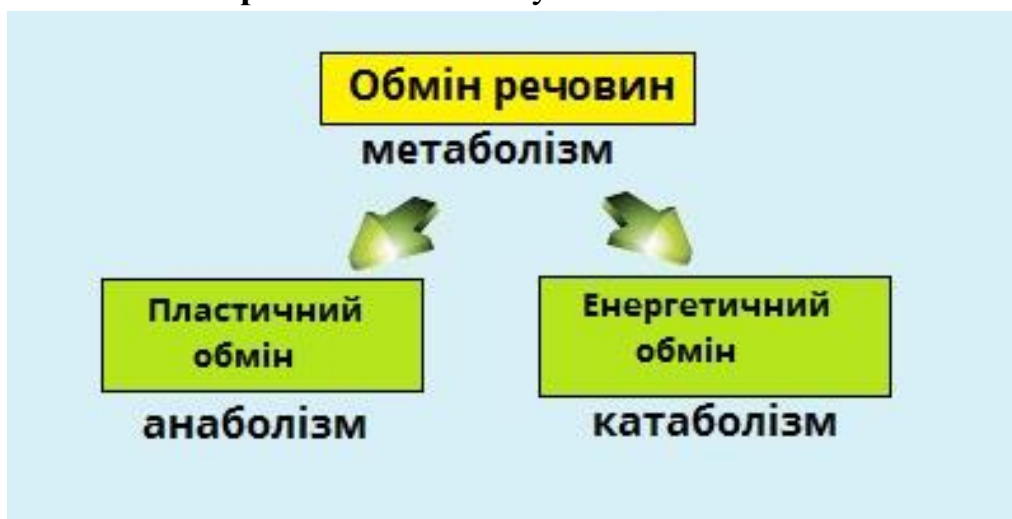 Обмін речовин
метаболізм
Пластичний
обмін
анаболізм
Енергетичний
обмін
катаболізм